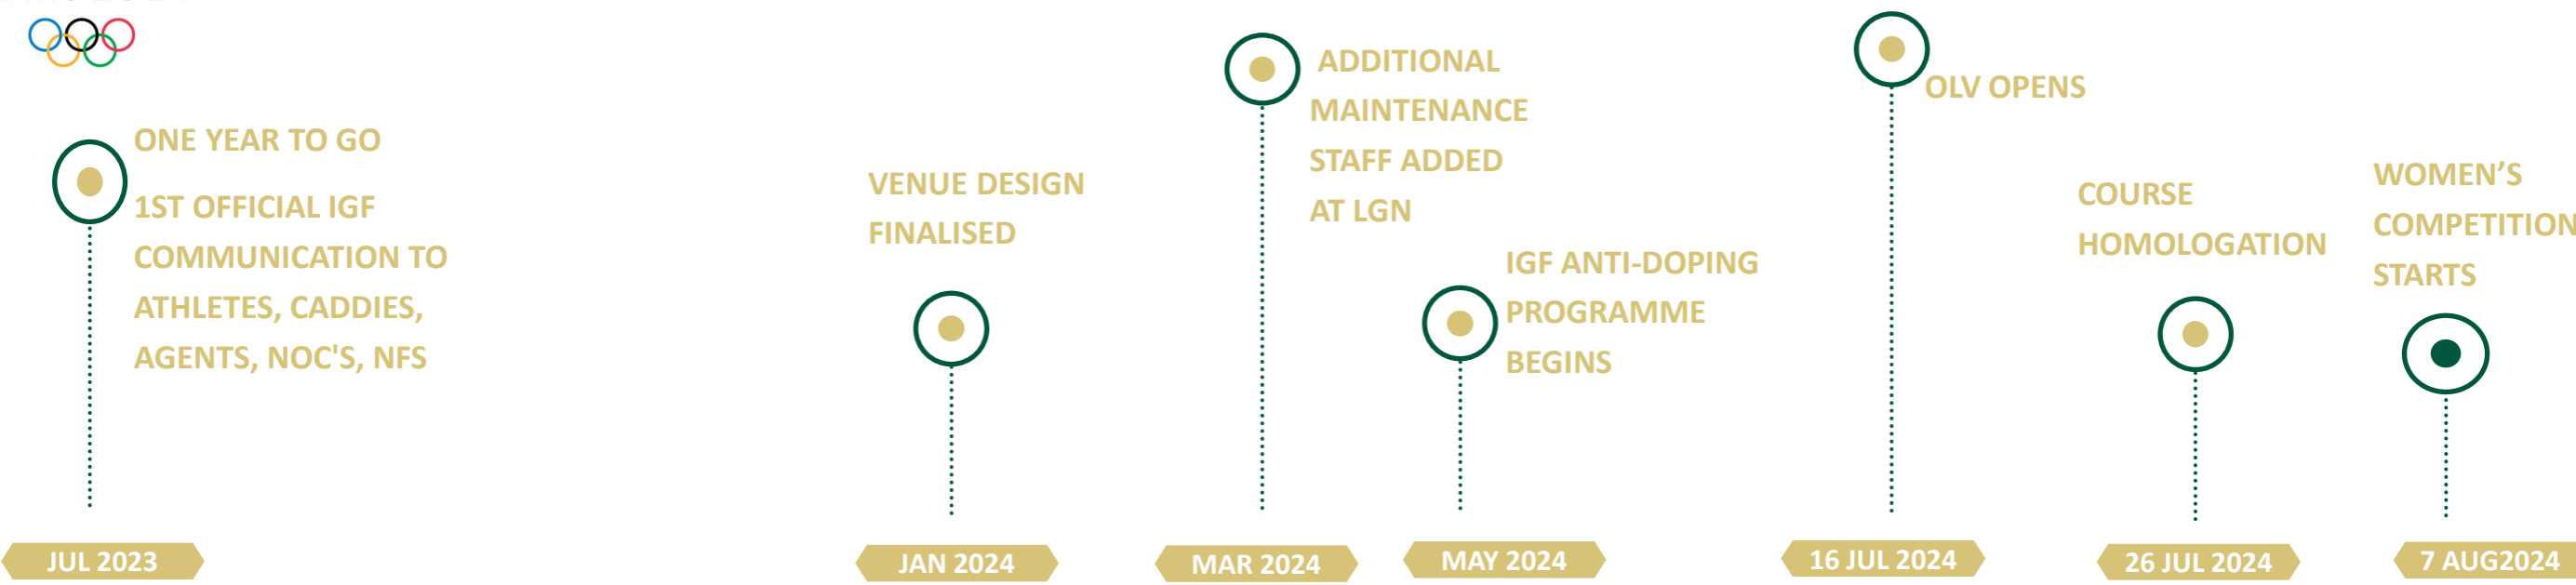 ONE YEAR TO GO
1ST OFFICIAL IGF
COMMUNICATION TO
ATHLETES, CADDIES,
AGENTS, NOC'S, NFS
JUL 2023
VENUE DESIGN
FINALISED
JAN 2024
ADDITIONAL
MAINTENANCE
STAFF ADDED
AT LGN
MAR 2024
IGF ANTI-DOPING
PROGRAMME
BEGINS
MAY 2024
OLV OPENS
16 JUL 2024
COURSE
HOMOLOGATION
26 JUL 2024
WOMEN’S
COMPETITION
STARTS
7 AUG2024